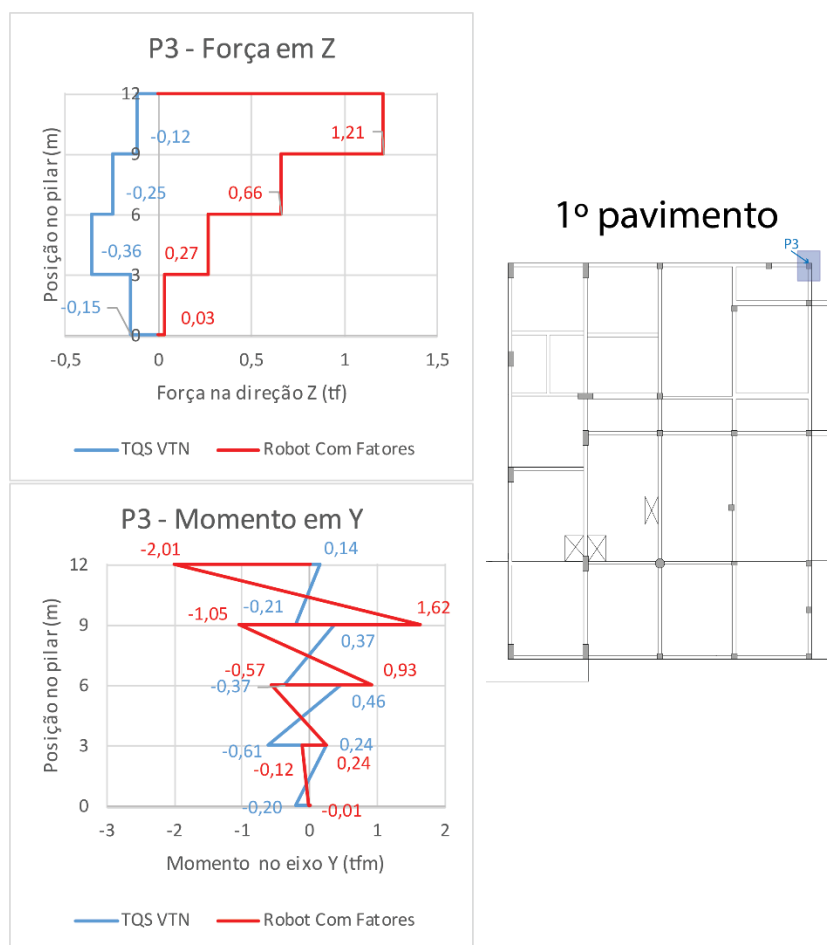 P3 - Força em Z
12
-0,12
1,21
9
-0,25
0,66
6
-0,36
0,27
3
-0,15
0,03
0
-0,5 0 0,5 1 1,5
Posição no pilar (m)
Força na direção Z (tf)
TQS VTN Robot Com Fatores
1º pavimento
P3
P3 - Momento em Y
-2,01 0,14
12
-1,05 -0,21 1,62
9
0,37
-0,57 0,93
6
-0,37 0,46
-0,61 0,24
3
-0,12 0,24
0
-0,20 -0,01
-3 -2 -1 0 1 2
Posição no pilar (m)
Momento no eixo Y (tfm)
TQS VTN Robot Com Fatores